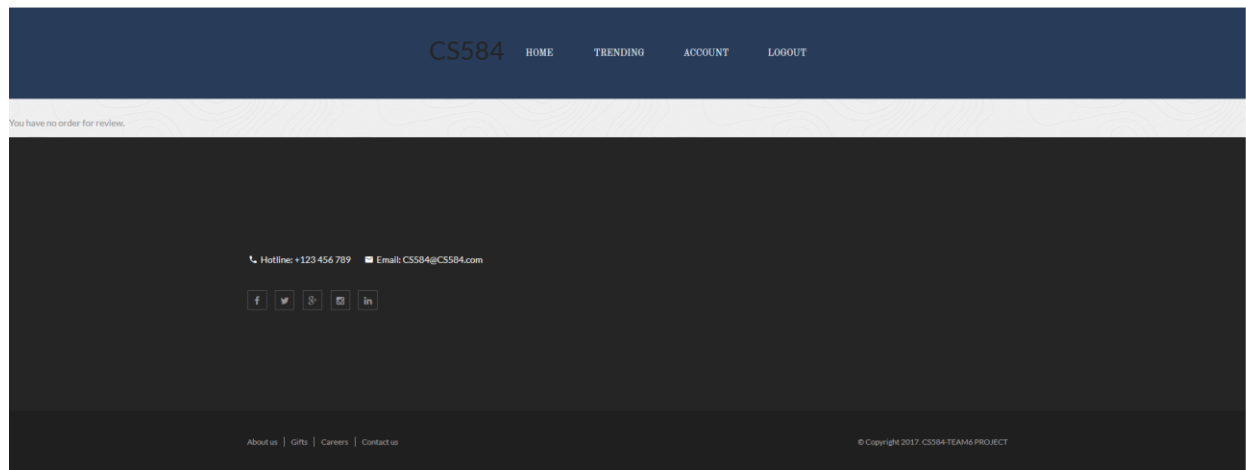 CS584 HOME TRENDING ACCOUNT LOGOUT
You have no order for review.
Hotline: +123 456 789 Email: CS584@CS584.com
About us | Gifts | Careers | Contact us
© Copyright 2017. CS584-TEAM6 PROJECT